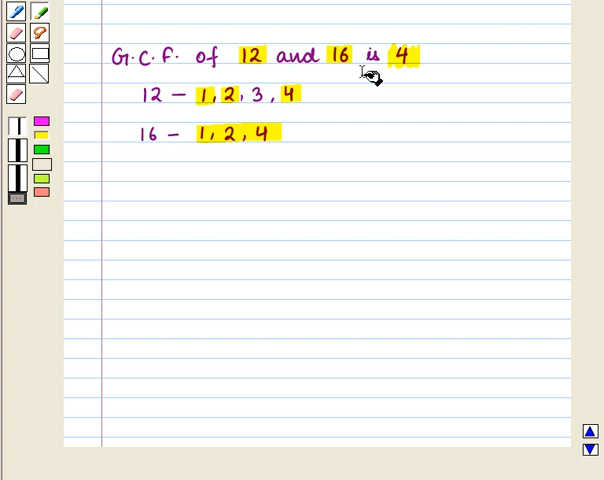 G.C.F. of 12 and 16 is 4
12 – 1, 2, 3, 4
16 – 1, 2, 4